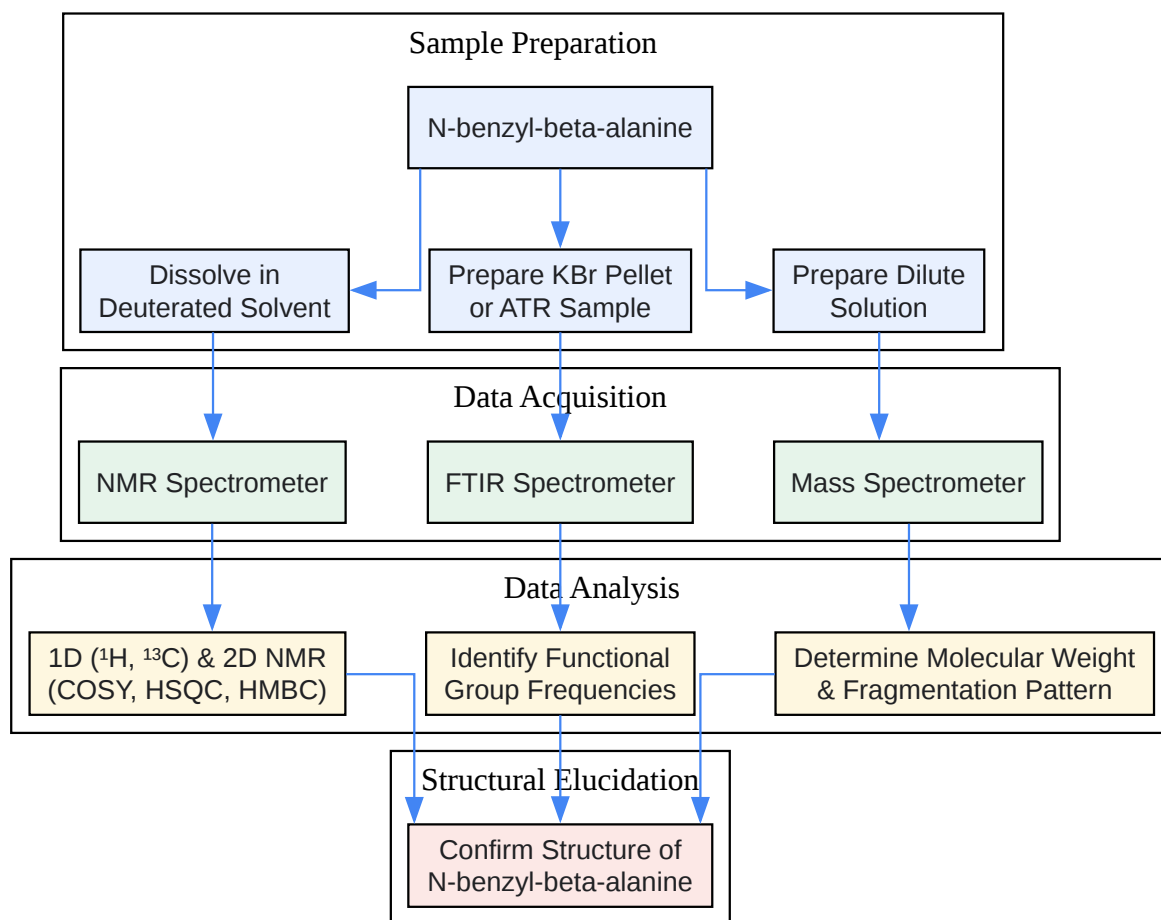 Sample Preparation
N-benzyl-beta-alanine
Dissolve in
Deuterated Solvent
Prepare KBr Pellet
or ATR Sample
Prepare Dilute
Solution
Data Acquisition
NMR Spectrometer
FTIR Spectrometer
Mass Spectrometer
Data Analysis
1D (¹H, ¹³C) & 2D NMR
(COSY, HSQC, HMBC)
Identify Functional
Group Frequencies
Determine Molecular Weight
& Fragmentation Pattern
Structural Elucidation
Confirm Structure of
N-benzyl-beta-alanine